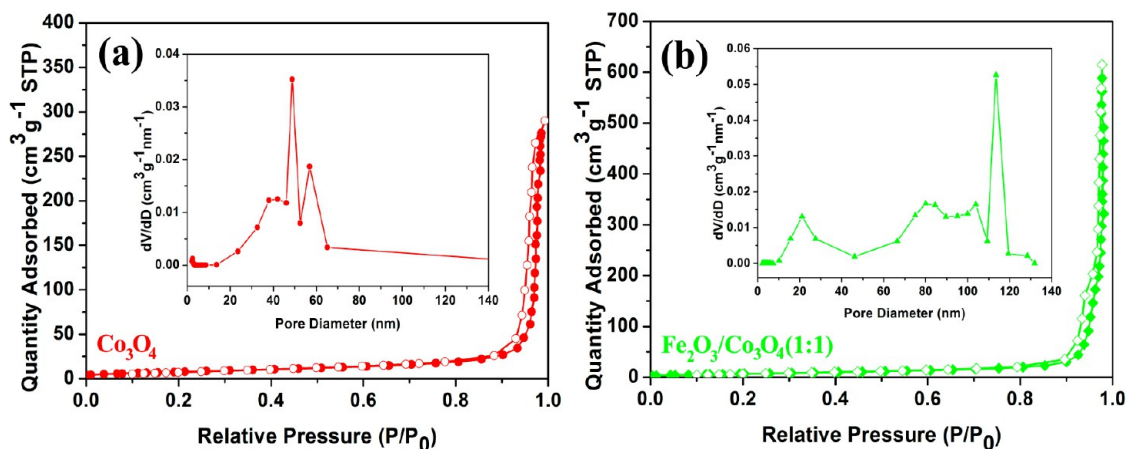 (a)
Quantity Adsorbed (cm³g⁻¹ STP)
400
350
300
250
200
150
100
50
0
0.0 0.2 0.4 0.6 0.8 1.0
Relative Pressure (P/P₀)
Co₃O₄
dV/dD (cm³g⁻¹nm⁻¹)
0.04
0.03
0.02
0.01
0.00
0 20 40 60 80 100 120 140
Pore Diameter (nm)
(b)
Quantity Adsorbed (cm³g⁻¹ STP)
700
600
500
400
300
200
100
0
0.0 0.2 0.4 0.6 0.8 1.0
Relative Pressure (P/P₀)
Fe₂O₃/Co₃O₄(1:1)
dV/dD (cm³g⁻¹nm⁻¹)
0.06
0.05
0.04
0.03
0.02
0.01
0.00
0 20 40 60 80 100 120 140
Pore Diameter (nm)